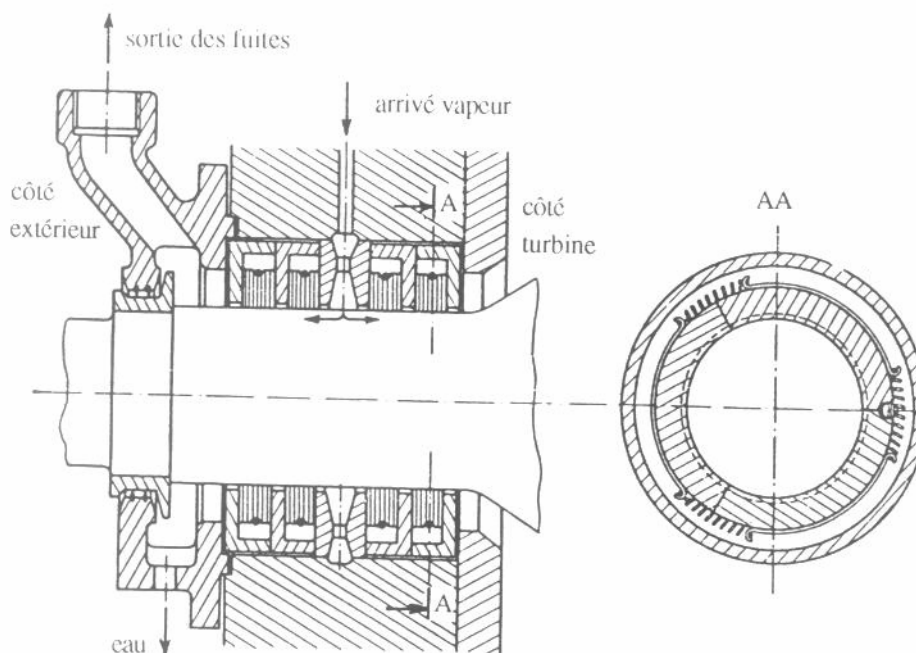 sortie des fuites
arrivé vapeur
côté
extérieur
A
côté
turbine
AA
A
eau